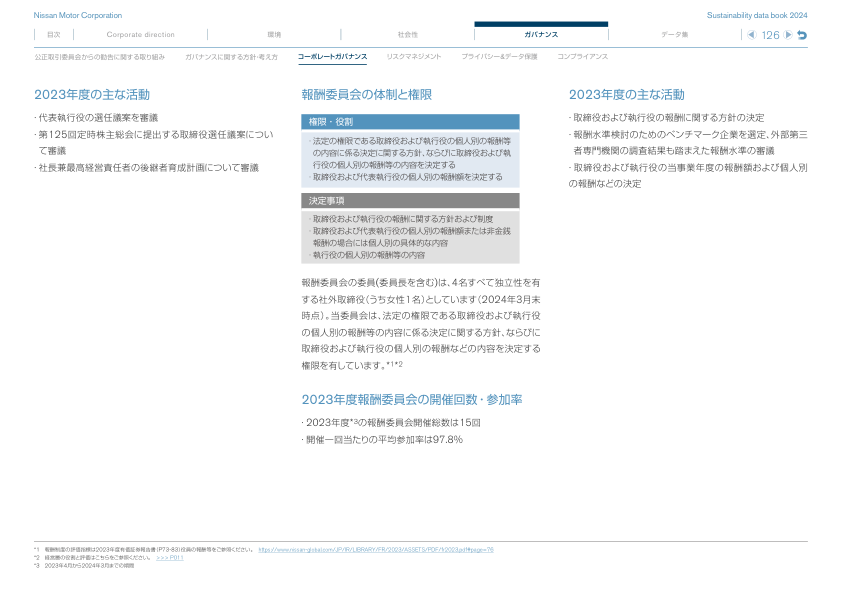 Nissan Motor Corporation
Sustainability data book 2024
目次
Corporate direction
環境
社会性
ガバナンス
データ集
126
公正取引委員会からの勧告に関する取り組み
ガバナンスに関する方針・考え方
コーポレートガバナンス
リスクマネジメント
プライバシー&データ保護
コンプライアンス
2023年度の主な活動
・代表執行役の選任議案を審議
・第125回定時株主総会に提出する取締役選任議案につい
て審議
・社長兼最高経営責任者の後継者育成計画について審議
報酬委員会の体制と権限
権限・役割
・法定の権限である取締役および執行役の個人別の報酬等
の内容に係る決定に関する方針、ならびに取締役および執
行役の個人別の報酬等の内容を決定する
・取締役および代表執行役の個人別の報酬額を決定する
決定事項
・取締役および執行役の報酬に関する方針および制度
・取締役および代表執行役の個人別の報酬額または非金銭
報酬の場合には個人別の具体的な内容
・執行役の個人別の報酬等の内容
報酬委員会の委員(委員長を含む)は、4名すべて独立性を有
する社外取締役(うち女性1名)としています(2024年3月末
時点)。当委員会は、法定の権限である取締役および執行役
の個人別の報酬等の内容に係る決定に関する方針、ならびに
取締役および執行役の個人別の報酬などの内容を決定する
権限を有しています。*1*2
2023年度報酬委員会の開催回数・参加率
・2023年度*3の報酬委員会開催総数は15回
・開催一回当たりの平均参加率は97.8%
2023年度の主な活動
・取締役および執行役の報酬に関する方針の決定
・報酬水準検討のためのベンチマーク企業を選定、外部第三
者専門機関の調査結果も踏まえた報酬水準の審議
・取締役および執行役の当事業年度の報酬額および個人別
の報酬などの決定
*1 報酬制度の評価指標は2023年度有価証券報告書(P73-83)役員の報酬等をご参照ください。 https://www.nissan-global.com/JP/IR/LIBRARY/FR/2023/ASSETS/PDF/fr2023.pdf#page=76
*2 経営層の役割と評価はこちらをご参照ください。 >>> P011
*3 2023年4月から2024年3月までの期間